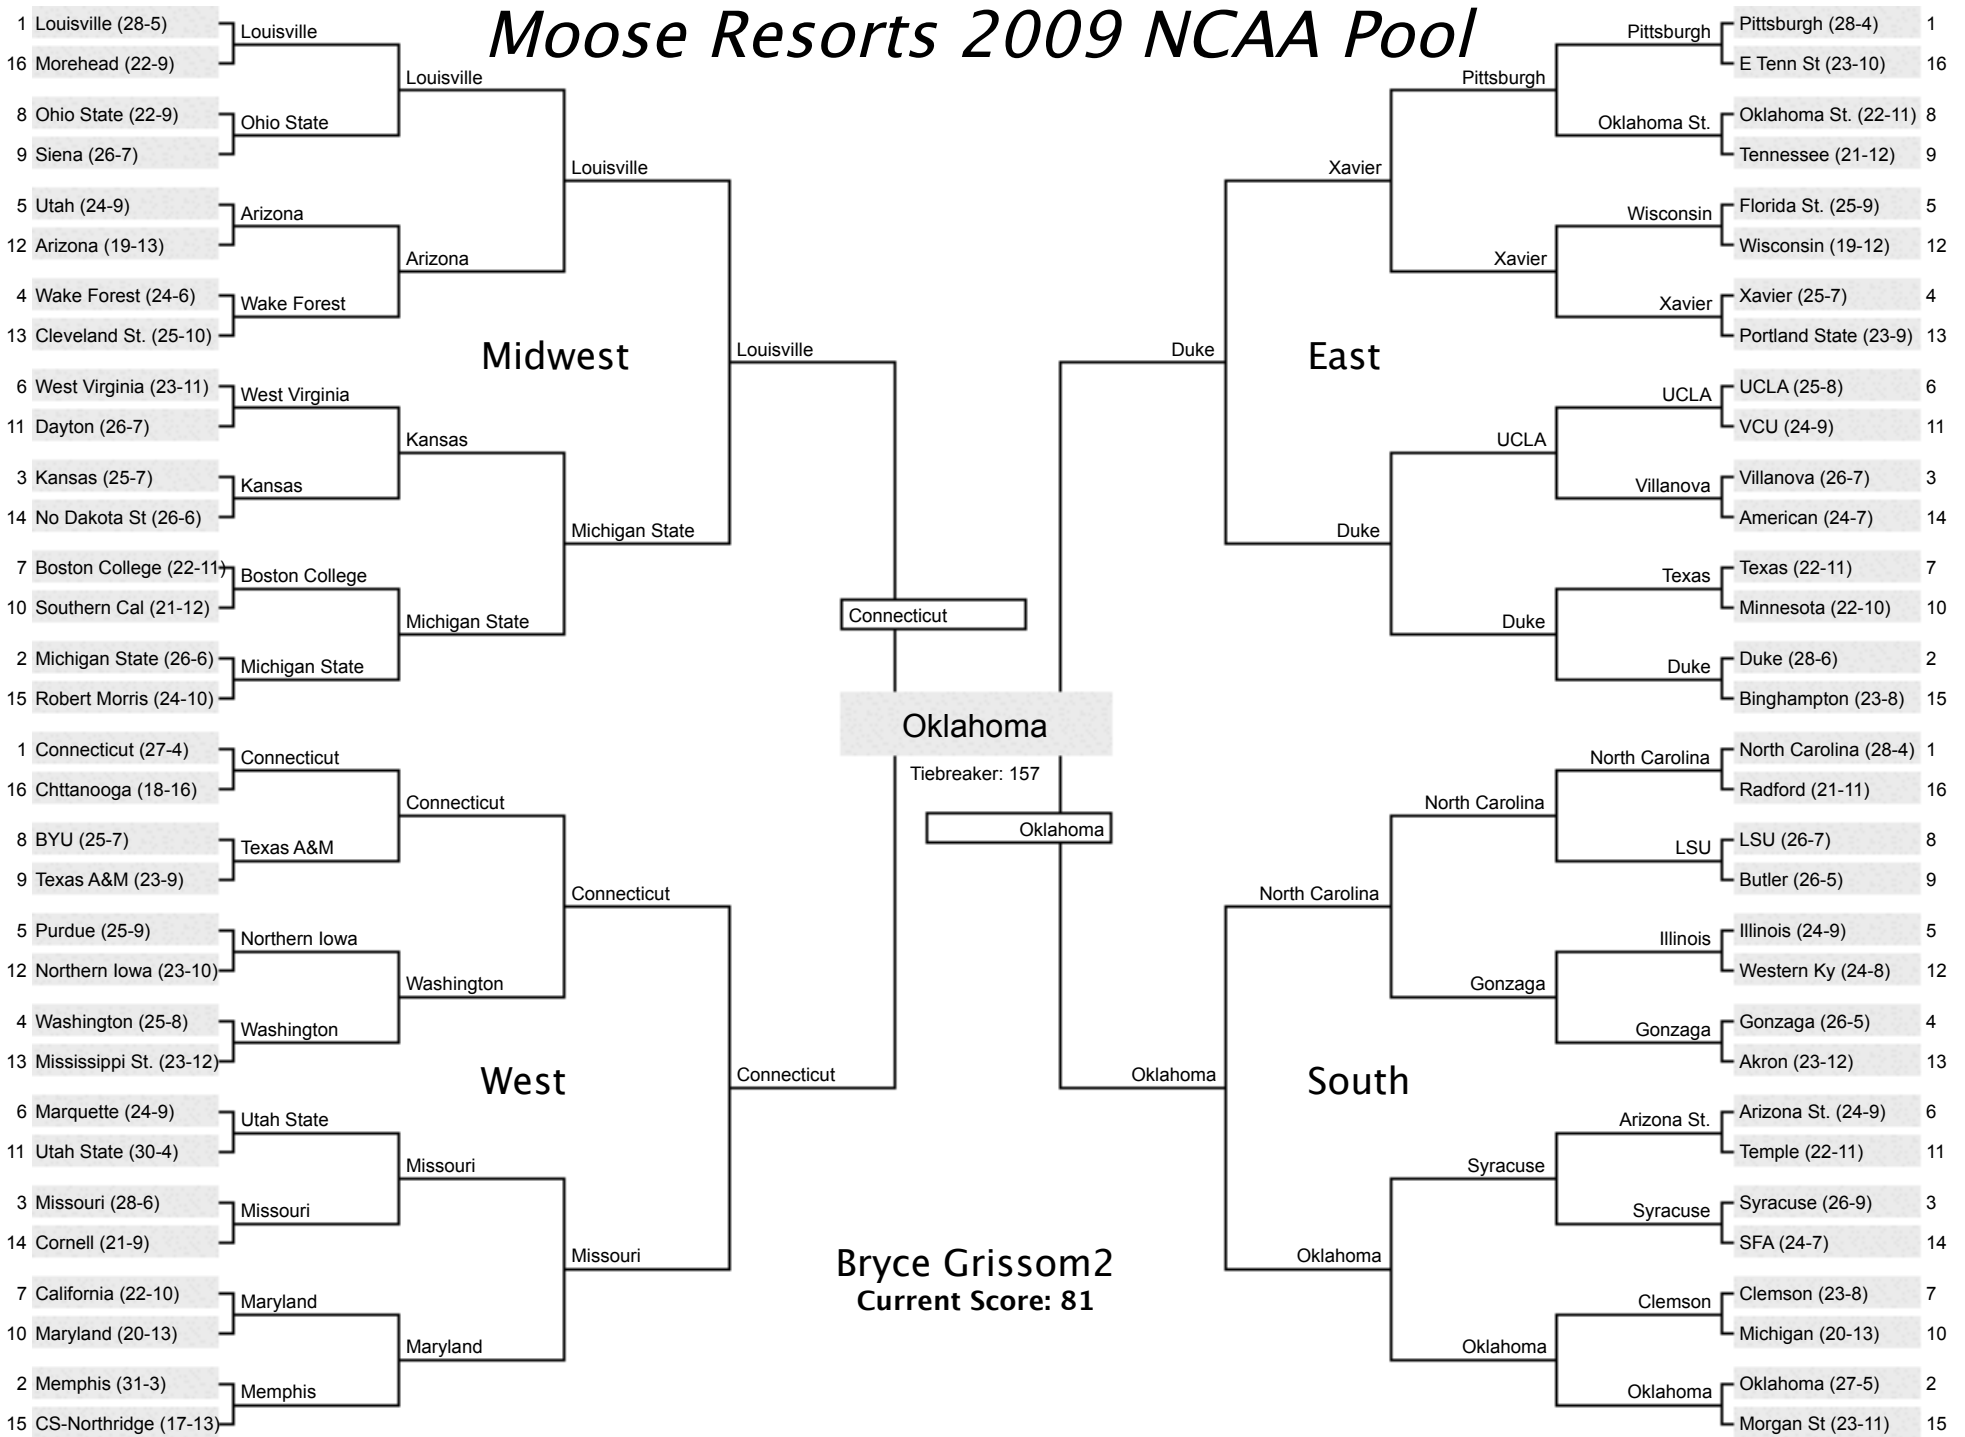 Moose Resorts 2009 NCAA Pool
1 Louisville (28-5)
16 Morehead (22-9)
8 Ohio State (22-9)
9 Siena (26-7)
5 Utah (24-9)
12 Arizona (19-13)
4 Wake Forest (24-6)
13 Cleveland St. (25-10)
6 West Virginia (23-11)
11 Dayton (26-7)
3 Kansas (25-7)
14 No Dakota St (26-6)
7 Boston College (22-11)
10 Southern Cal (21-12)
2 Michigan State (26-6)
15 Robert Morris (24-10)
1 Connecticut (27-4)
16 Chttanooga (18-16)
8 BYU (25-7)
9 Texas A&M (23-9)
5 Purdue (25-9)
12 Northern Iowa (23-10)
4 Washington (25-8)
13 Mississippi St. (23-12)
6 Marquette (24-9)
11 Utah State (30-4)
3 Missouri (28-6)
14 Cornell (21-9)
7 California (22-10)
10 Maryland (20-13)
2 Memphis (31-3)
15 CS-Northridge (17-13)
Louisville
Ohio State
Arizona
Wake Forest
West Virginia
Kansas
Boston College
Michigan State
Connecticut
Texas A&M
Northern Iowa
Washington
Utah State
Missouri
Maryland
Memphis
Louisville
Arizona
Kansas
Michigan State
Connecticut
Washington
Missouri
Maryland
Louisville
Michigan State
Connecticut
Missouri
Midwest
West
Louisville
Connecticut
Connecticut
Oklahoma
Tiebreaker: 157
Oklahoma
Bryce Grissom2
Current Score: 81
Duke
Oklahoma
East
South
Xavier
Duke
North Carolina
Oklahoma
Pittsburgh
Xavier
UCLA
Duke
North Carolina
Gonzaga
Syracuse
Oklahoma
Pittsburgh
Oklahoma St.
Wisconsin
Xavier
UCLA
Villanova
Texas
Duke
North Carolina
LSU
Illinois
Gonzaga
Arizona St.
Syracuse
Clemson
Oklahoma
Pittsburgh (28-4) 1
E Tenn St (23-10) 16
Oklahoma St. (22-11) 8
Tennessee (21-12) 9
Florida St. (25-9) 5
Wisconsin (19-12) 12
Xavier (25-7) 4
Portland State (23-9) 13
UCLA (25-8) 6
VCU (24-9) 11
Villanova (26-7) 3
American (24-7) 14
Texas (22-11) 7
Minnesota (22-10) 10
Duke (28-6) 2
Binghampton (23-8) 15
North Carolina (28-4) 1
Radford (21-11) 16
LSU (26-7) 8
Butler (26-5) 9
Illinois (24-9) 5
Western Ky (24-8) 12
Gonzaga (26-5) 4
Akron (23-12) 13
Arizona St. (24-9) 6
Temple (22-11) 11
Syracuse (26-9) 3
SFA (24-7) 14
Clemson (23-8) 7
Michigan (20-13) 10
Oklahoma (27-5) 2
Morgan St (23-11) 15